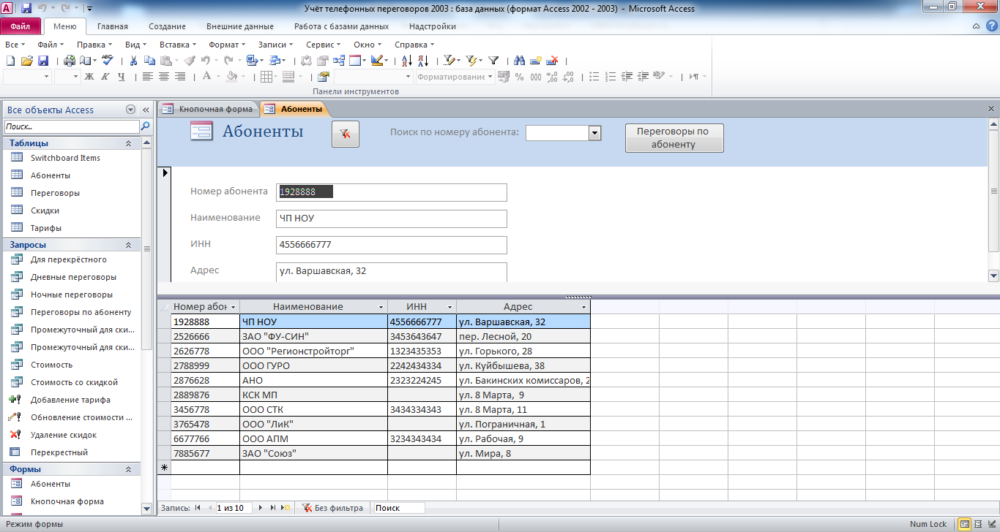 Учёт телефонных переговоров 2003 : база данных (формат Access 2002 - 2003) - Microsoft Access
Файл Меню Главная Создание Внешние данные Работа с базами данных Надстройки
Все Файл Правка Вид Вставка Формат Записи Сервис Окно Справка
Ж К Ч Форматирование % 000
Панели инструментов
Все объекты Access
Поиск...
Таблицы
Switchboard Items
Абоненты
Переговоры
Скидки
Тарифы
Запросы
Для перекрёстного
Дневные переговоры
Ночные переговоры
Переговоры по абоненту
Промежуточный для ски...
Промежуточный для ски...
Стоимость
Стоимость со скидкой
Добавление тарифа
Обновление стоимости ...
Удаление скидок
Перекрестный
Формы
Абоненты
Кнопочная форма
Кнопочная форма Абоненты
Абоненты Поиск по номеру абонента: Переговоры по
абоненту
Номер абонента 1928888
Наименование ЧП НОУ
ИНН 4556666777
Адрес ул. Варшавская, 32
Номер абон Наименование ИНН Адрес
1928888 ЧП НОУ 4556666777 ул. Варшавская, 32
2526666 ЗАО "ФУ-СИН" 3453643647 пер. Лесной, 20
2626778 ООО "Регионстройторг" 1323435353 ул. Горького, 28
2788999 ООО ГУРО 2242434334 ул. Куйбышева, 38
2876628 АНО 2323224245 ул. Бакинских комиссаров, 2
2889876 КСК МП ул. 8 Марта, 9
3456778 ООО СТК 3434334343 ул. 8 Марта, 11
3765478 ООО "ЛиК" ул. Пограничная, 1
6677766 ООО АПМ 3234343434 ул. Рабочая, 9
7885677 ЗАО "Союз" ул. Мира, 8
Запись: 1 из 10 Без фильтра Поиск
Режим формы Num Lock